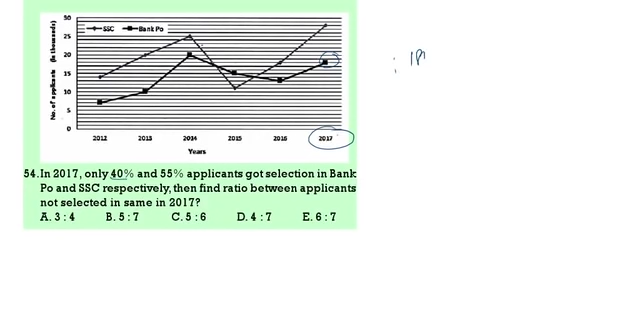 SSC Bank Po
No. of applicants (In thousands)
30
25
20
15
10
5
0
2012 2013 2014 2015 2016 2017
Years
54.In 2017, only 40% and 55% applicants got selection in Bank
Po and SSC respectively, then find ratio between applicants
not selected in same in 2017?
A. 3 : 4 B. 5 : 7 C. 5 : 6 D. 4 : 7 E. 6 : 7